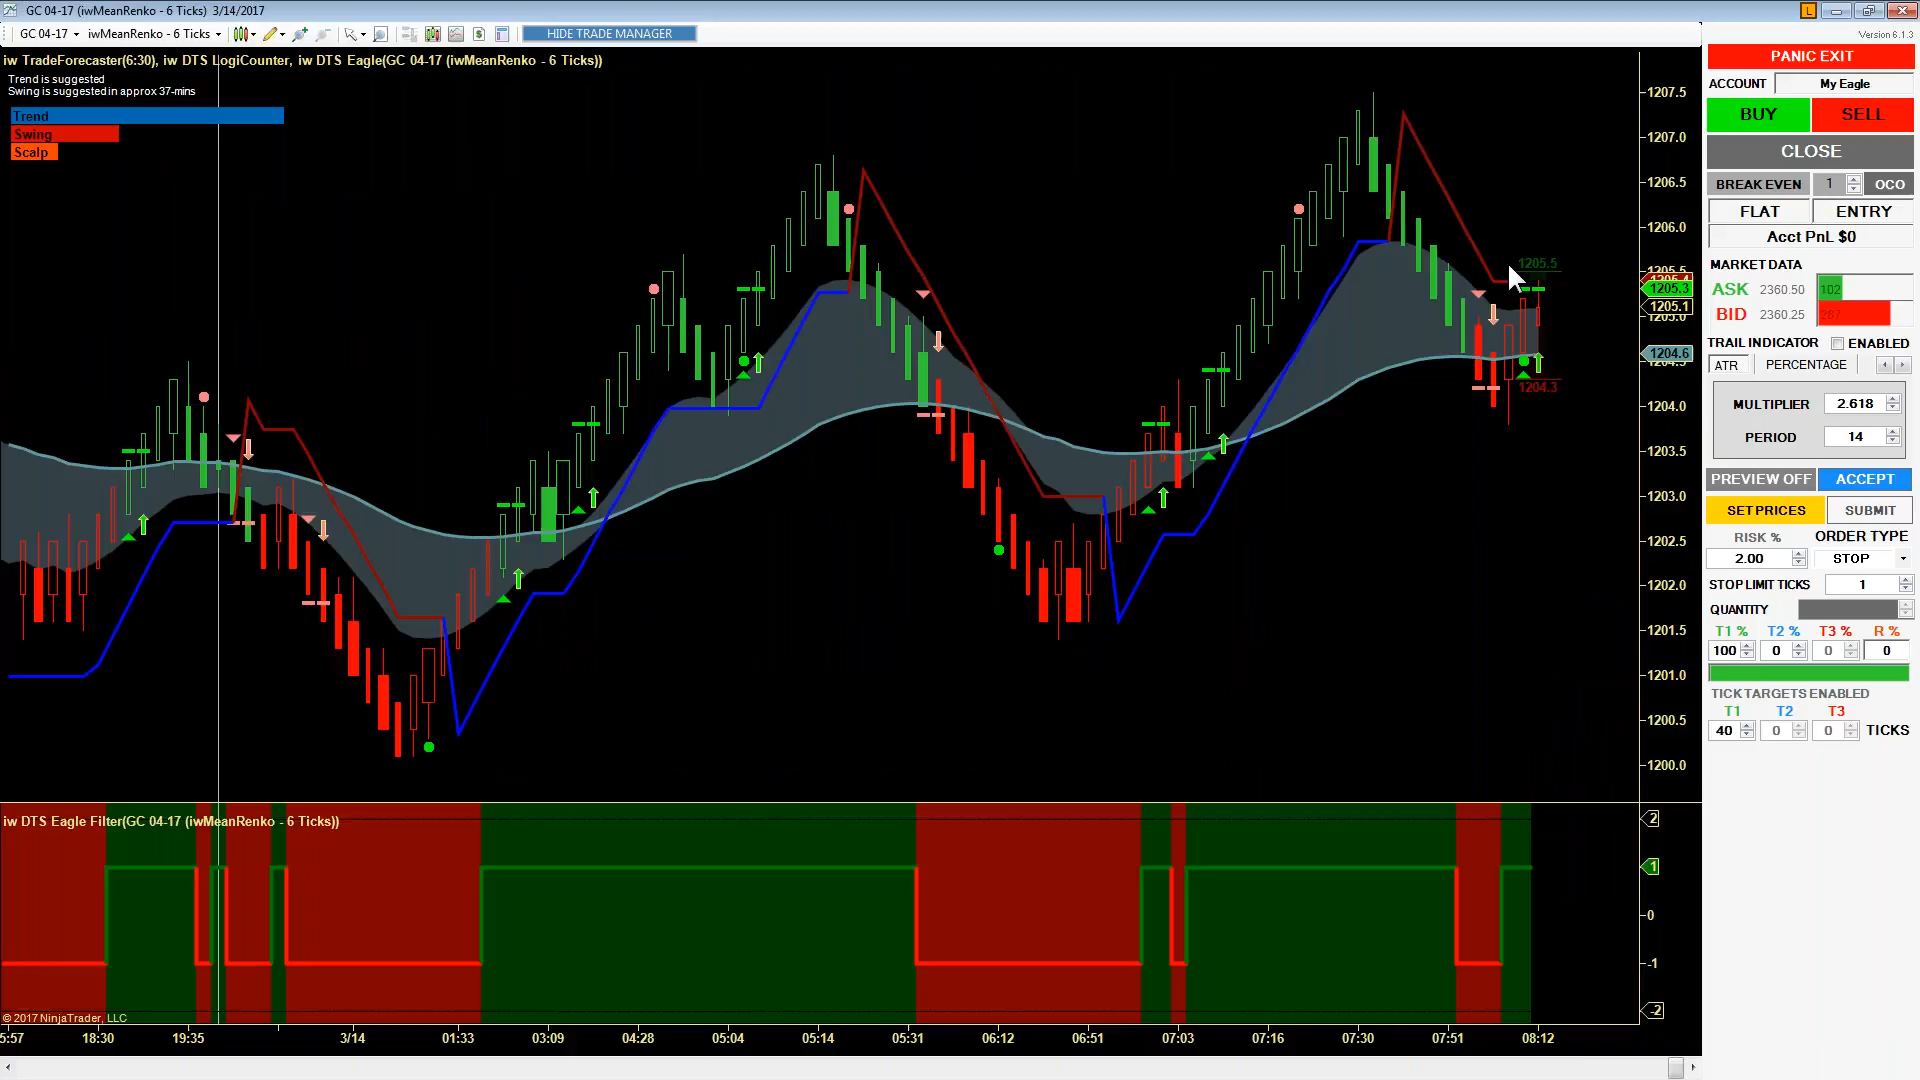 GC 04-17 (iwMeanRenko - 6 Ticks)  3/14/2017
L
GC 04-17
iwMeanRenko - 6 Ticks
HIDE TRADE MANAGER
Version 6.1.3
iw TradeForecaster(6:30), iw DTS LogiCounter, iw DTS Eagle(GC 04-17 (iwMeanRenko - 6 Ticks))
Trend is suggested
Swing is suggested in approx 37-mins
Trend
Swing
Scalp
1205.5
1204.3
1207.5
1207.0
1206.5
1206.0
1205.3
1205.1
1204.6
1204.0
1203.5
1203.0
1202.5
1202.0
1201.5
1201.0
1200.5
1200.0
PANIC EXIT
ACCOUNT My Eagle
BUY SELL
CLOSE
BREAK EVEN 1 OCO
FLAT ENTRY
Acct PnL $0
MARKET DATA
ASK 2360.50 102
BID 2360.25 287
TRAIL INDICATOR ENABLED
ATR PERCENTAGE
MULTIPLIER 2.618
PERIOD 14
PREVIEW OFF ACCEPT
SET PRICES SUBMIT
RISK % ORDER TYPE
2.00 STOP
STOP LIMIT TICKS 1
QUANTITY
T1 % T2 % T3 % R %
100 0 0 0
TICK TARGETS ENABLED
T1 T2 T3
40 0 0 TICKS
iw DTS Eagle Filter(GC 04-17 (iwMeanRenko - 6 Ticks))
2
1
0
-1
-2
© 2017 NinjaTrader, LLC
5:57 18:30 19:35 3/14 01:33 03:09 04:28 05:04 05:14 05:31 06:12 06:51 07:03 07:16 07:30 07:51 08:12